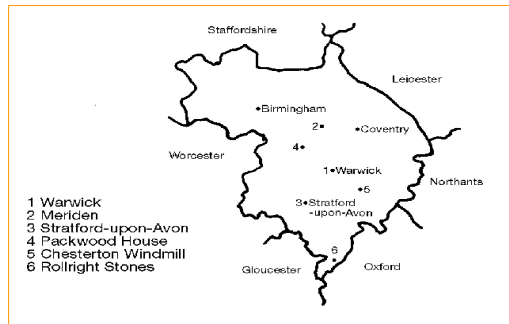 Staffordshire
Leicester
Birmingham
2
Coventry
4
Worcester
1 Warwick
Northants
5
3 Stratford
-upon-Avon
1 Warwick
2 Meriden
3 Stratford-upon-Avon
4 Packwood House
5 Chesterton Windmill
6 Rollright Stones
6
Gloucester
Oxford